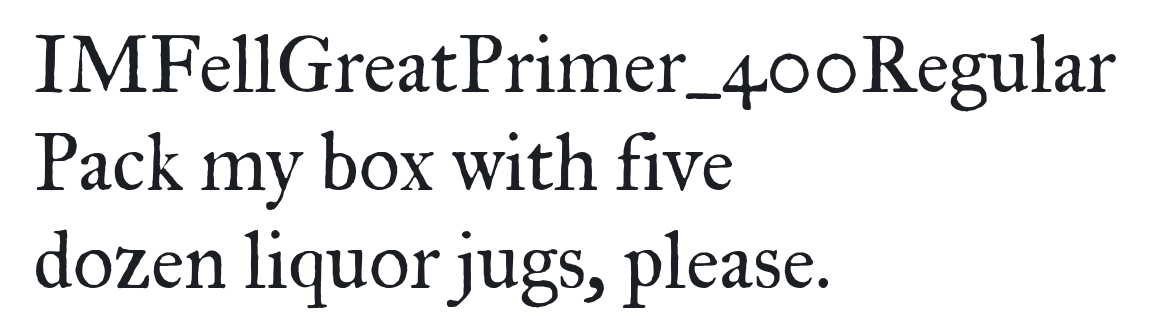 IMFellGreatPrimer_400Regular
Pack my box with five
dozen liquor jugs, please.